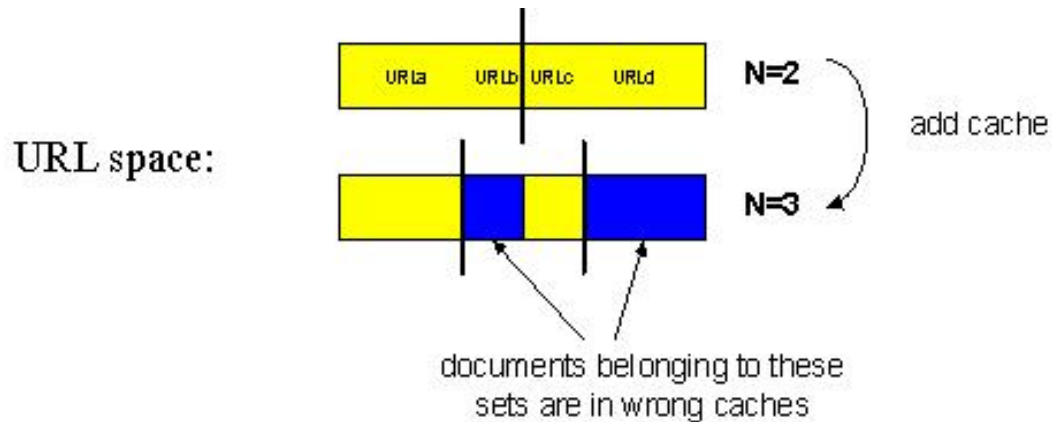 URLa URLb URLc URLd N=2
add cache
URL space:
N=3
documents belonging to these
sets are in wrong caches